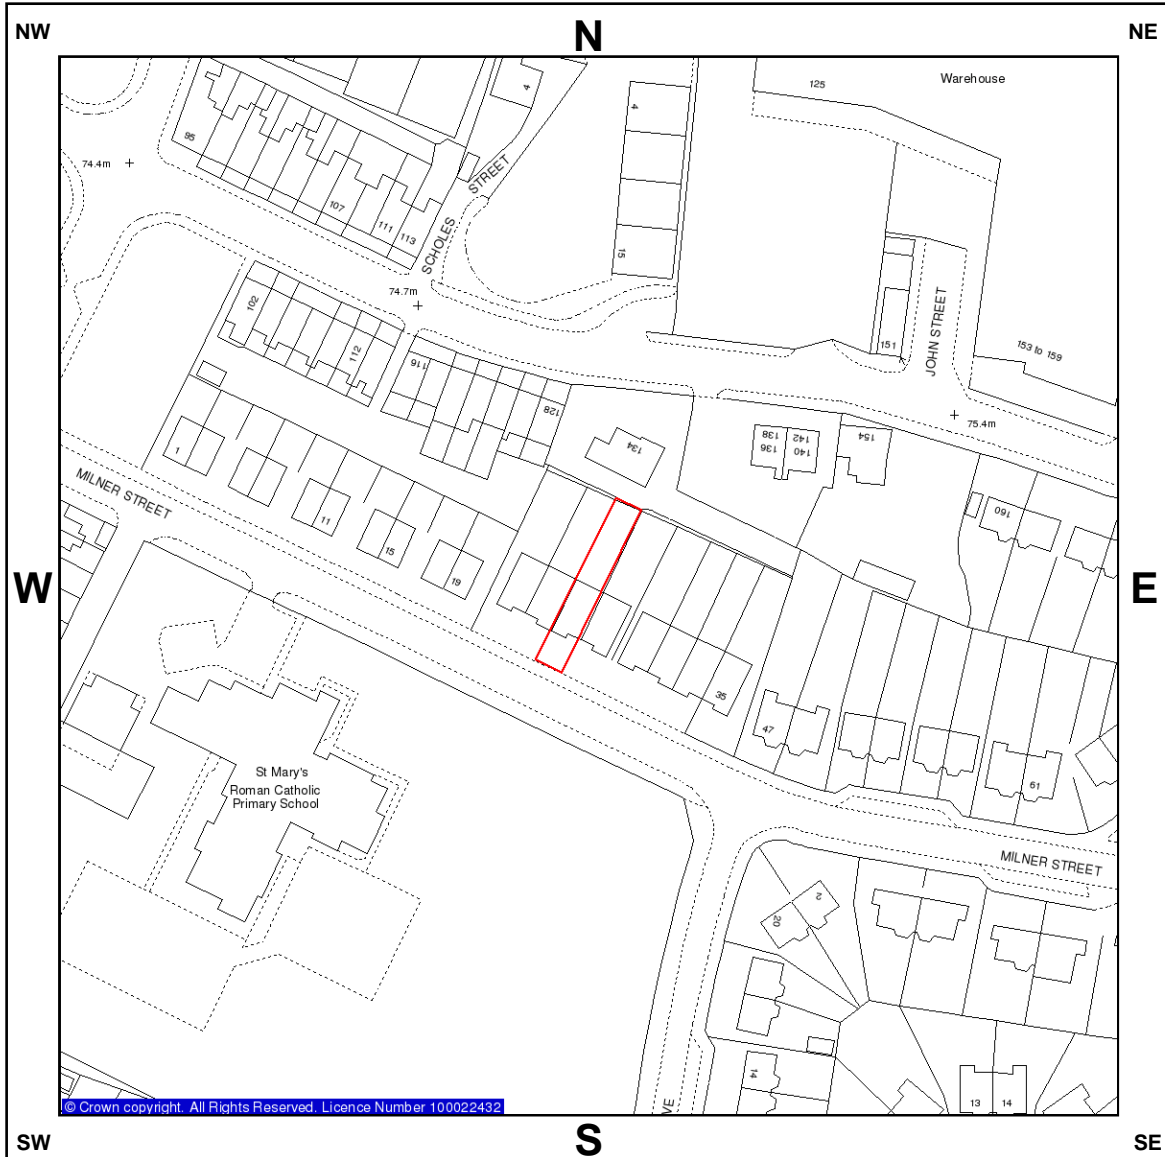 NW
N
NE
Warehouse
125
4
4
95
74.4m
STREET
107
111
113
SCHOLES
15
74.7m
102
112
116
128
151
JOHN STREET
153 to 159
75.4m
134
138
136
142
140
154
160
1
11
15
19
MILNER STREET
W
E
35
47
61
St Mary's
Roman Catholic
Primary School
MILNER STREET
2
20
14
13
14
VE
© Crown copyright. All Rights Reserved. Licence Number 100022432
SW
S
SE